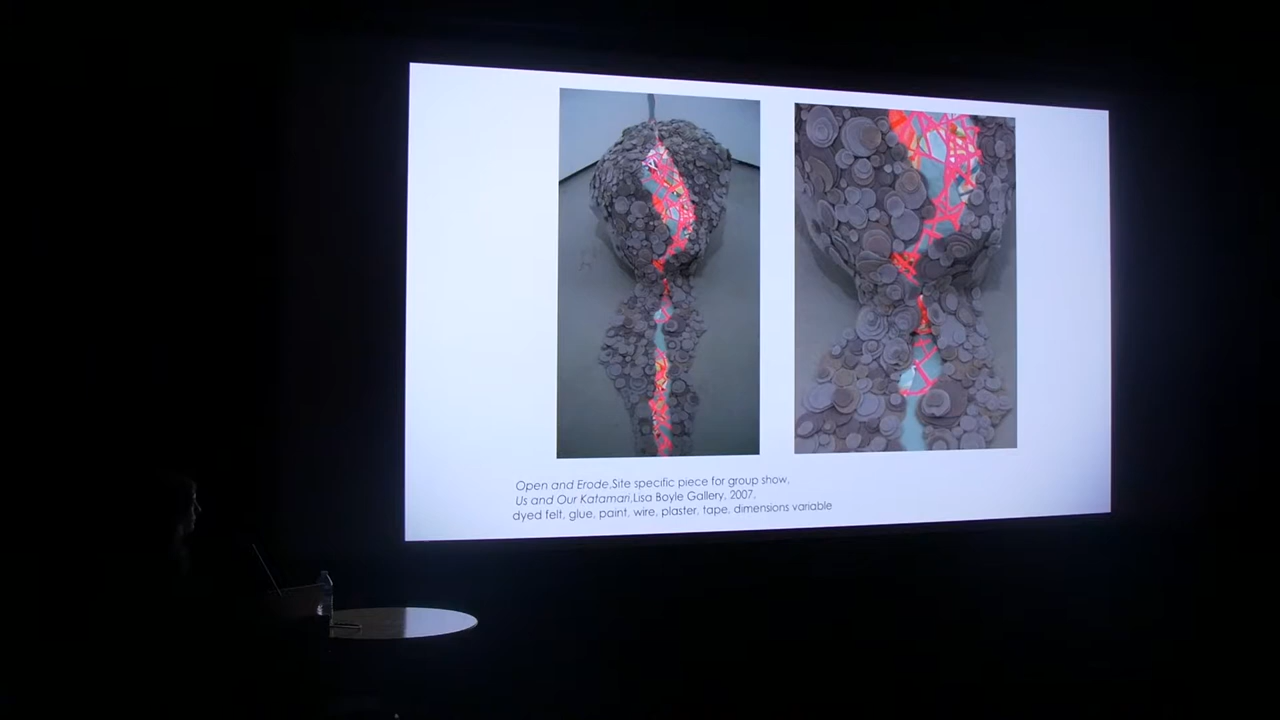 Open and Erode,Site specific piece for group show,
Us and Our Katamari,Lisa Boyle Gallery, 2007,
dyed felt, glue, paint, wire, plaster, tape, dimensions variable